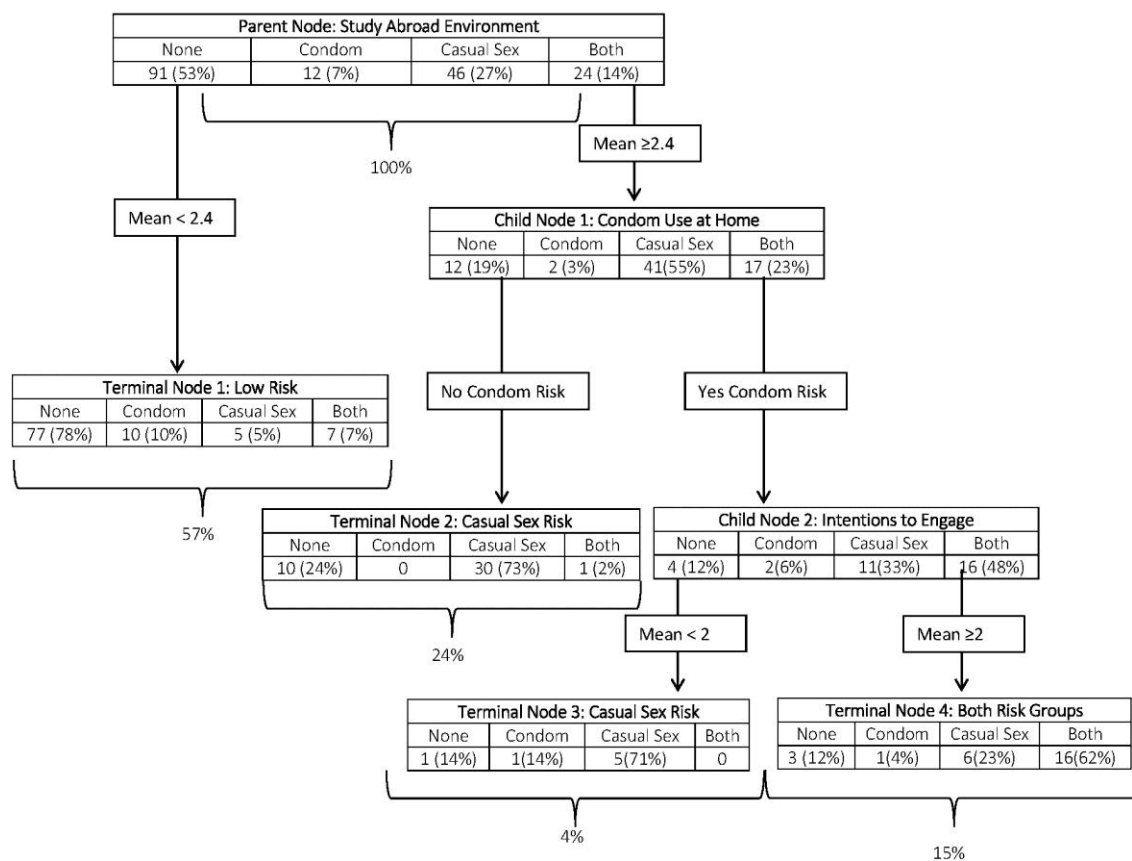 Parent Node: Study Abroad Environment
None Condom Casual Sex Both
91 (53%) 12 (7%) 46 (27%) 24 (14%)
100%
Mean ≥2.4
Mean < 2.4
Child Node 1: Condom Use at Home
None Condom Casual Sex Both
12 (19%) 2 (3%) 41(55%) 17 (23%)
No Condom Risk
Yes Condom Risk
Terminal Node 1: Low Risk
None Condom Casual Sex Both
77 (78%) 10 (10%) 5 (5%) 7 (7%)
57%
Terminal Node 2: Casual Sex Risk
None Condom Casual Sex Both
10 (24%) 0 30 (73%) 1 (2%)
24%
Child Node 2: Intentions to Engage
None Condom Casual Sex Both
4 (12%) 2(6%) 11(33%) 16 (48%)
Mean < 2
Mean ≥2
Terminal Node 3: Casual Sex Risk
None Condom Casual Sex Both
1 (14%) 1(14%) 5(71%) 0
4%
Terminal Node 4: Both Risk Groups
None Condom Casual Sex Both
3 (12%) 1(4%) 6(23%) 16(62%)
15%